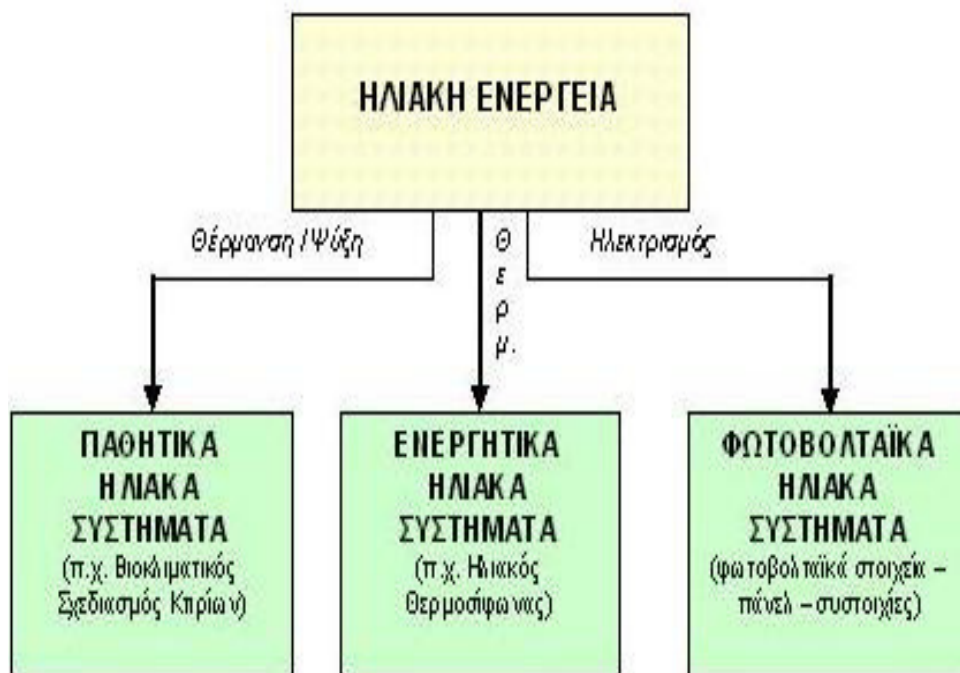 ΗΛΙΑΚΗ ΕΝΕΡΓΕΙΑ
Θέρμανση / Ψύξη
Θερμ.
Ηλεκτρισμός
ΠΑΘΗΤΙΚΑ
ΗΛΙΑΚΑ
ΣΥΣΤΗΜΑΤΑ
(π.χ. Βιοκλιματικός
Σχεδιασμός Κτιρίων)
ΕΝΕΡΓΗΤΙΚΑ
ΗΛΙΑΚΑ
ΣΥΣΤΗΜΑΤΑ
(π.χ. Ηλιακός
Θερμοσίφωνας)
ΦΩΤΟΒΟΛΤΑΪΚΑ
ΗΛΙΑΚΑ
ΣΥΣΤΗΜΑΤΑ
(φωτοβολταϊκά στοιχεία –
πάνελ – συστοιχίες)